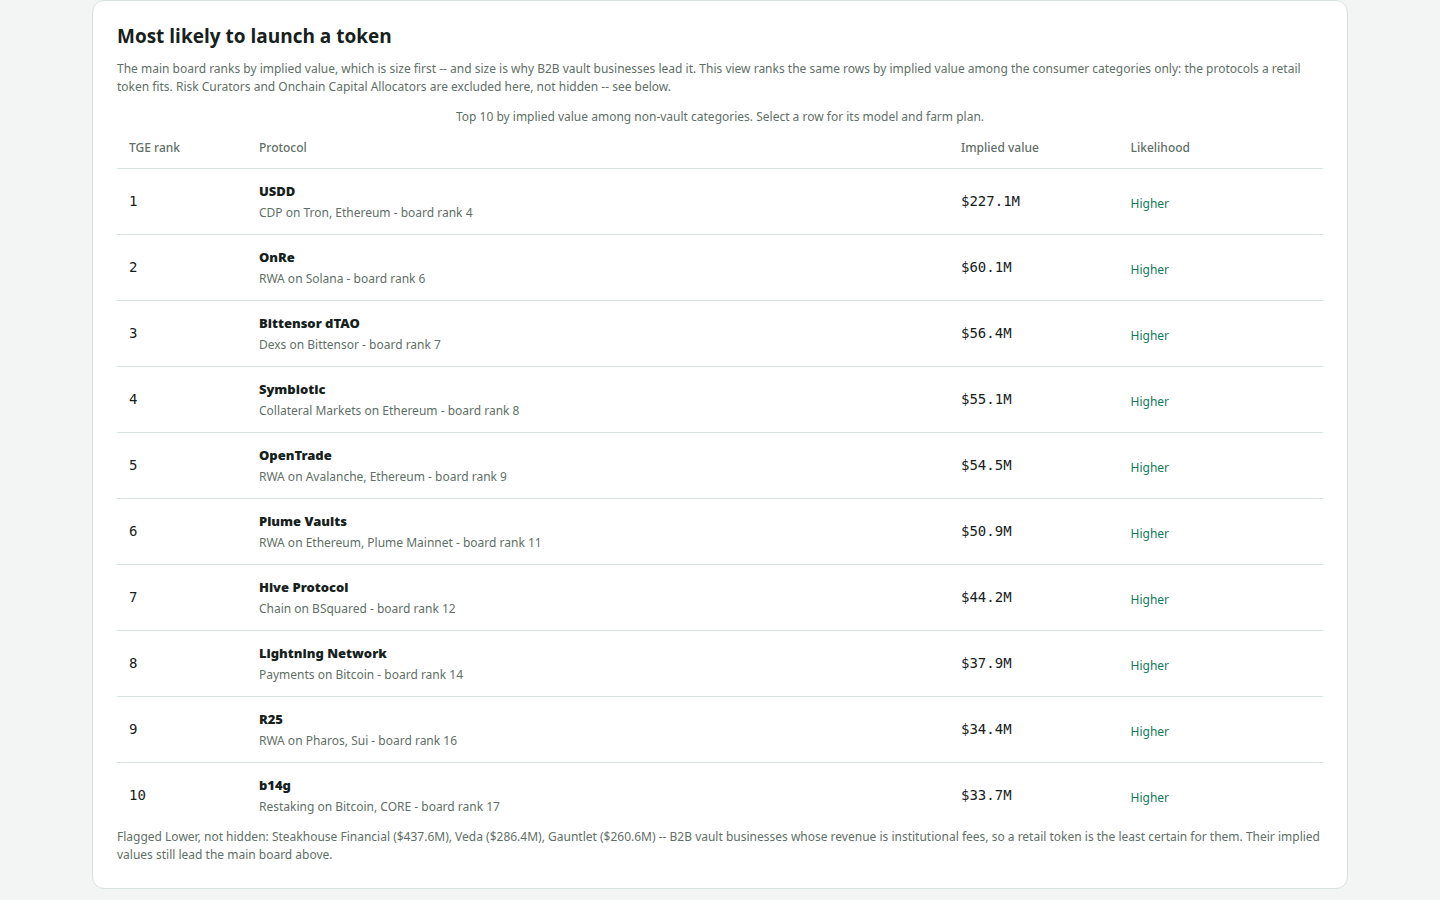 Most likely to launch a token
The main board ranks by implied value, which is size first -- and size is why B2B vault businesses lead it. This view ranks the same rows by implied value among the consumer categories only: the protocols a retail
token fits. Risk Curators and Onchain Capital Allocators are excluded here, not hidden -- see below.
Top 10 by implied value among non-vault categories. Select a row for its model and farm plan.
TGE rank Protocol Implied value Likelihood
1 USDD $227.1M Higher
CDP on Tron, Ethereum - board rank 4
2 OnRe $60.1M Higher
RWA on Solana - board rank 6
3 Bittensor dTAO $56.4M Higher
Dexs on Bittensor - board rank 7
4 Symbiotic $55.1M Higher
Collateral Markets on Ethereum - board rank 8
5 OpenTrade $54.5M Higher
RWA on Avalanche, Ethereum - board rank 9
6 Plume Vaults $50.9M Higher
RWA on Ethereum, Plume Mainnet - board rank 11
7 Hive Protocol $44.2M Higher
Chain on BSquared - board rank 12
8 Lightning Network $37.9M Higher
Payments on Bitcoin - board rank 14
9 R25 $34.4M Higher
RWA on Pharos, Sui - board rank 16
10 b14g $33.7M Higher
Restaking on Bitcoin, CORE - board rank 17
Flagged Lower, not hidden: Steakhouse Financial ($437.6M), Veda ($286.4M), Gauntlet ($260.6M) -- B2B vault businesses whose revenue is institutional fees, so a retail token is the least certain for them. Their implied
values still lead the main board above.